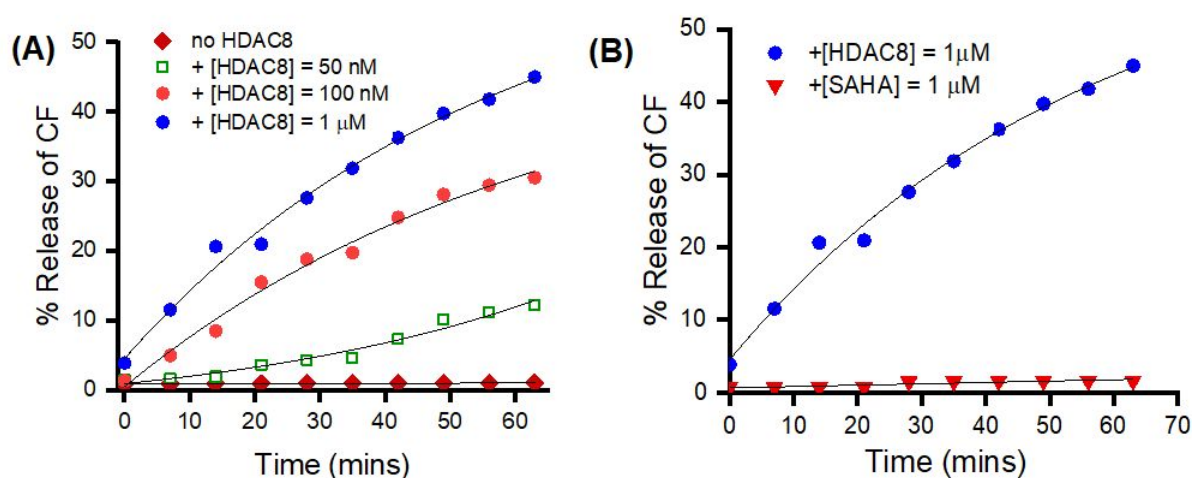 (A)
no HDAC8
+ [HDAC8] = 50 nM
+ [HDAC8] = 100 nM
+ [HDAC8] = 1 μM
% Release of CF
50
40
30
20
10
0
0 10 20 30 40 50 60
Time (mins)
(B)
+[HDAC8] = 1μM
+[SAHA] = 1 μM
% Release of CF
50
40
30
20
10
0
0 10 20 30 40 50 60 70
Time (mins)